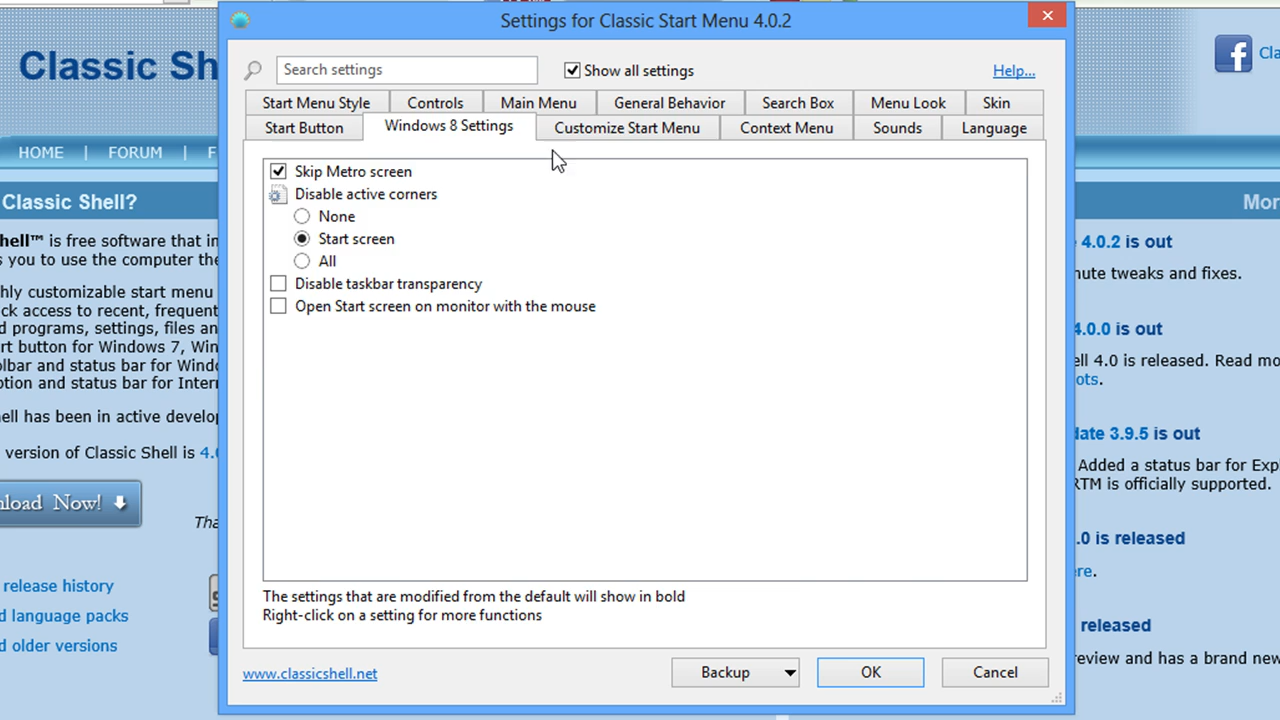 Settings for Classic Start Menu 4.0.2
Search settings
Show all settings
Help...
Start Menu Style
Controls
Main Menu
General Behavior
Search Box
Menu Look
Skin
Start Button
Windows 8 Settings
Customize Start Menu
Context Menu
Sounds
Language
Skip Metro screen
Disable active corners
None
Start screen
All
Disable taskbar transparency
Open Start screen on monitor with the mouse
The settings that are modified from the default will show in bold
Right-click on a setting for more functions
www.classicshell.net
Backup
OK
Cancel
Classic Sh
HOME | FORUM | F
Classic Shell?
hell™ is free software that in
s you to use the computer the
hly customizable start menu
ck access to recent, frequent
d programs, settings, files an
rt button for Windows 7, Win
olbar and status bar for Windo
ption and status bar for Inter
ell has been in active develop
version of Classic Shell is 4.0
nload Now!
Tha
release history
d language packs
d older versions
Cla
Mor
4.0.2 is out
nute tweaks and fixes.
4.0.0 is out
ell 4.0 is released. Read mo
ots.
date 3.9.5 is out
Added a status bar for Exp
RTM is officially supported.
.0 is released
ere.
released
review and has a brand new